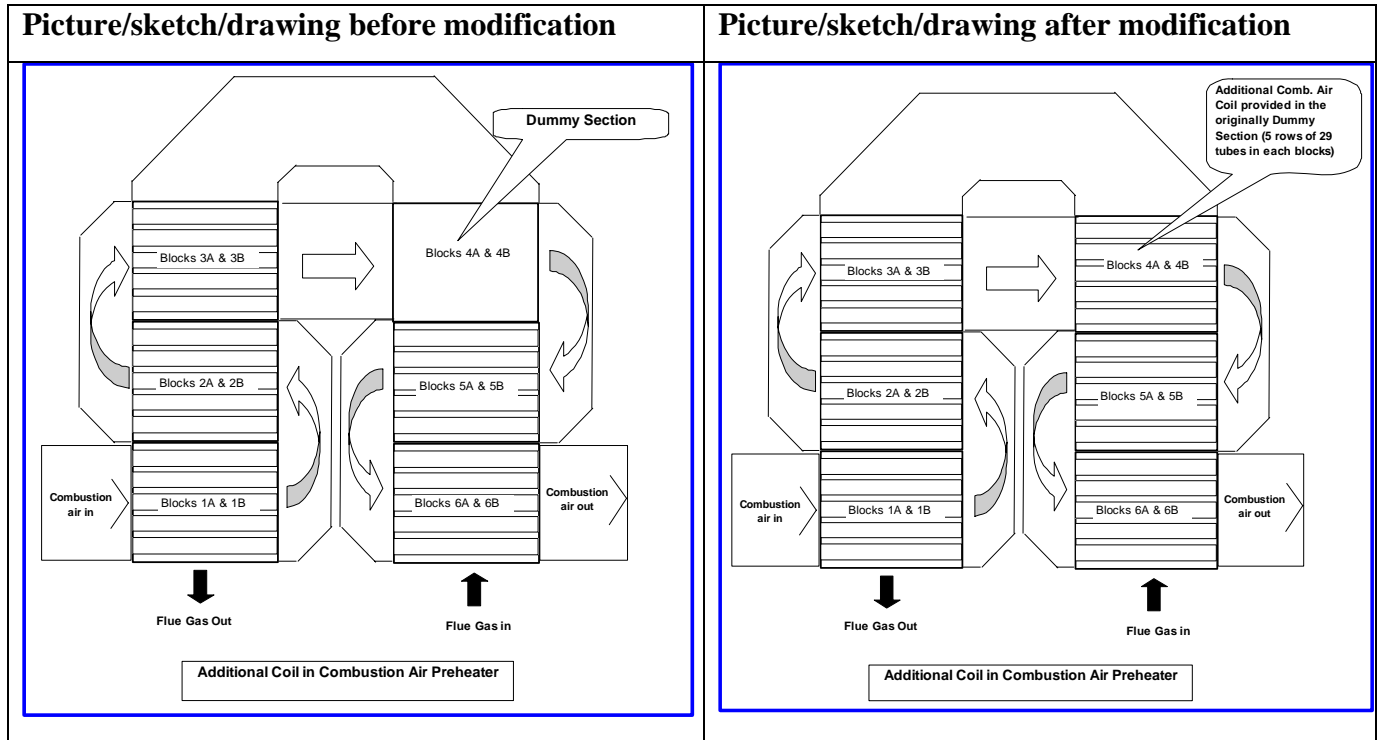 Picture/sketch/drawing before modification
Dummy Section
Blocks 3A & 3B
Blocks 4A & 4B
Blocks 2A & 2B
Blocks 5A & 5B
Combustion
air in
Blocks 1A & 1B
Blocks 6A & 6B
Combustion
air out
Flue Gas Out
Flue Gas in
Additional Coil in Combustion Air Preheater
Picture/sketch/drawing after modification
Additional Comb. Air
Coil provided in the
originally Dummy
Section (5 rows of 29
tubes in each blocks)
Blocks 3A & 3B
Blocks 4A & 4B
Blocks 2A & 2B
Blocks 5A & 5B
Combustion
air in
Blocks 1A & 1B
Blocks 6A & 6B
Combustion
air out
Flue Gas Out
Flue Gas in
Additional Coil in Combustion Air Preheater